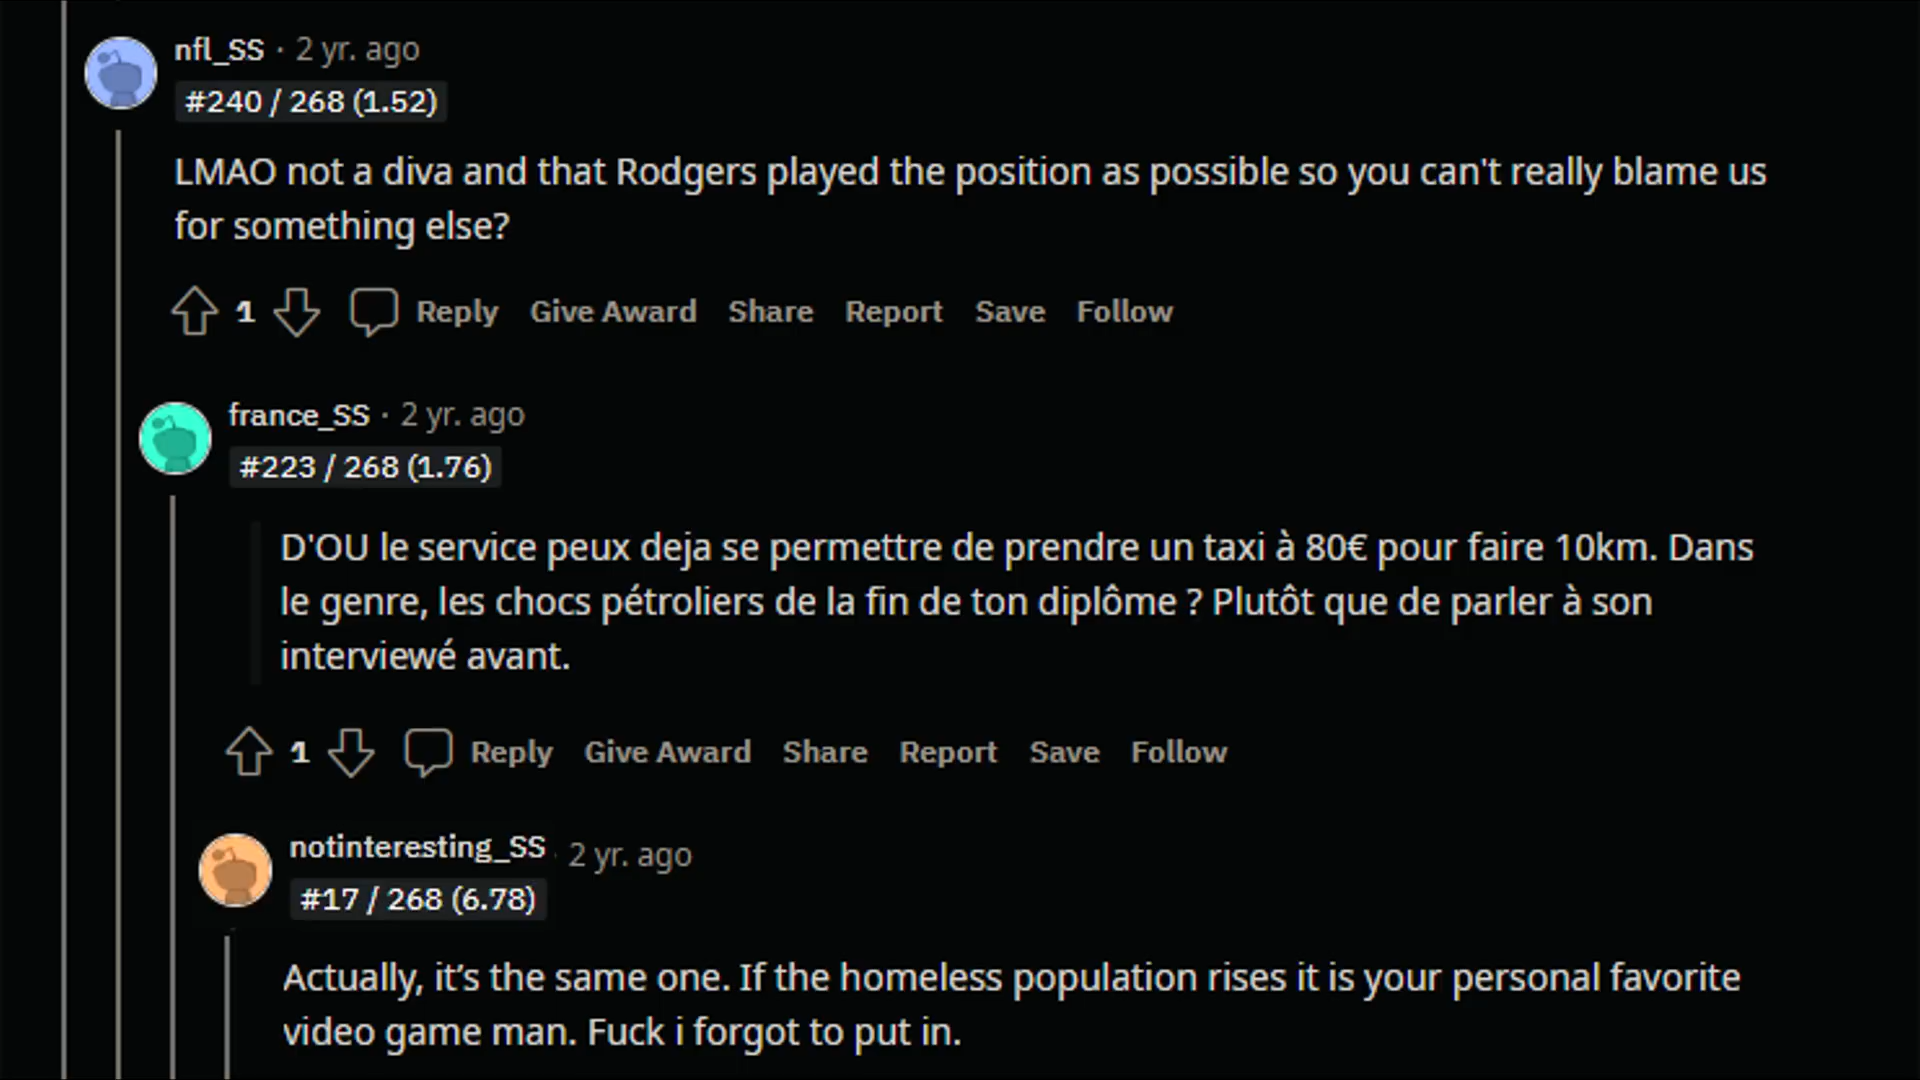 nfl_SS · 2 yr. ago
#240 / 268 (1.52)
LMAO not a diva and that Rodgers played the position as possible so you can't really blame us
for something else?
1 Reply Give Award Share Report Save Follow
france_SS · 2 yr. ago
#223 / 268 (1.76)
D'OU le service peux deja se permettre de prendre un taxi à 80€ pour faire 10km. Dans
le genre, les chocs pétroliers de la fin de ton diplôme ? Plutôt que de parler à son
interviewé avant.
1 Reply Give Award Share Report Save Follow
notinteresting_SS · 2 yr. ago
#17 / 268 (6.78)
Actually, it’s the same one. If the homeless population rises it is your personal favorite
video game man. Fuck i forgot to put in.